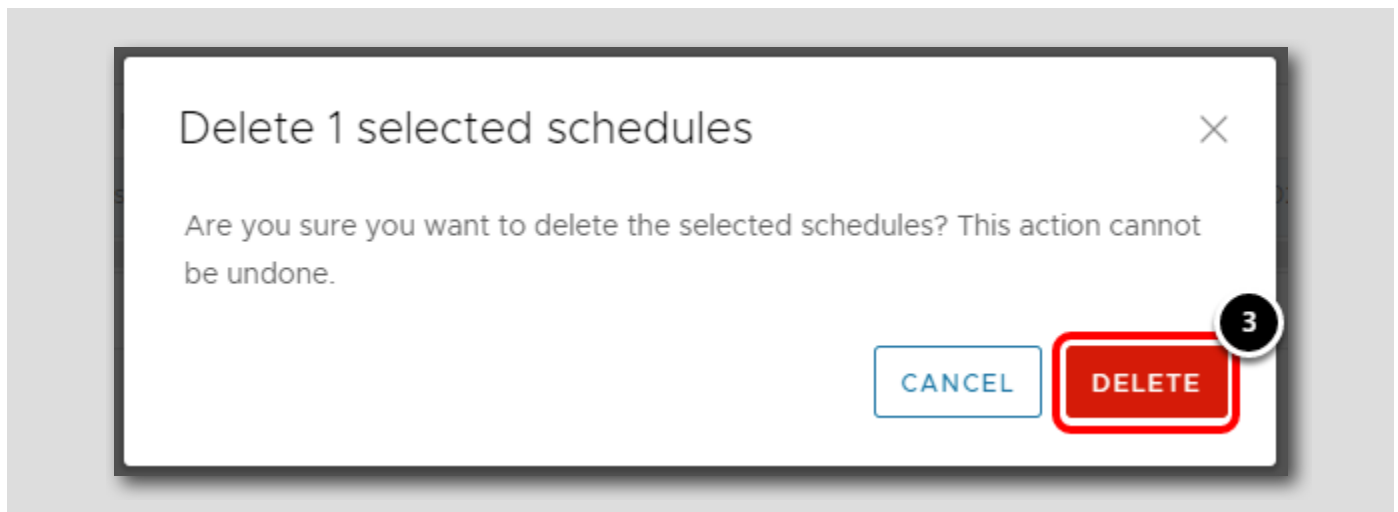 Delete 1 selected schedules
Are you sure you want to delete the selected schedules? This action cannot
be undone.
3
CANCEL DELETE